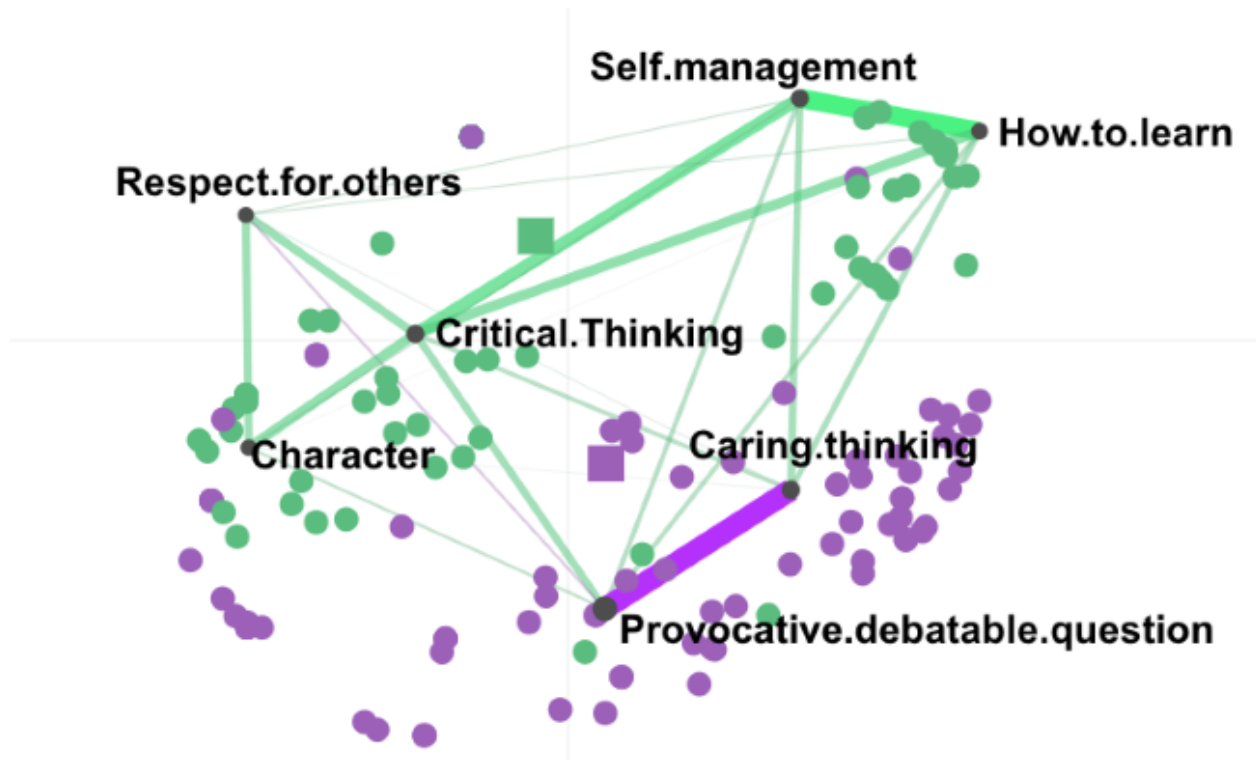 Self.management
How.to.learn
Respect.for.others
Critical.Thinking
Caring.thinking
Character
Provocative.debatable.question